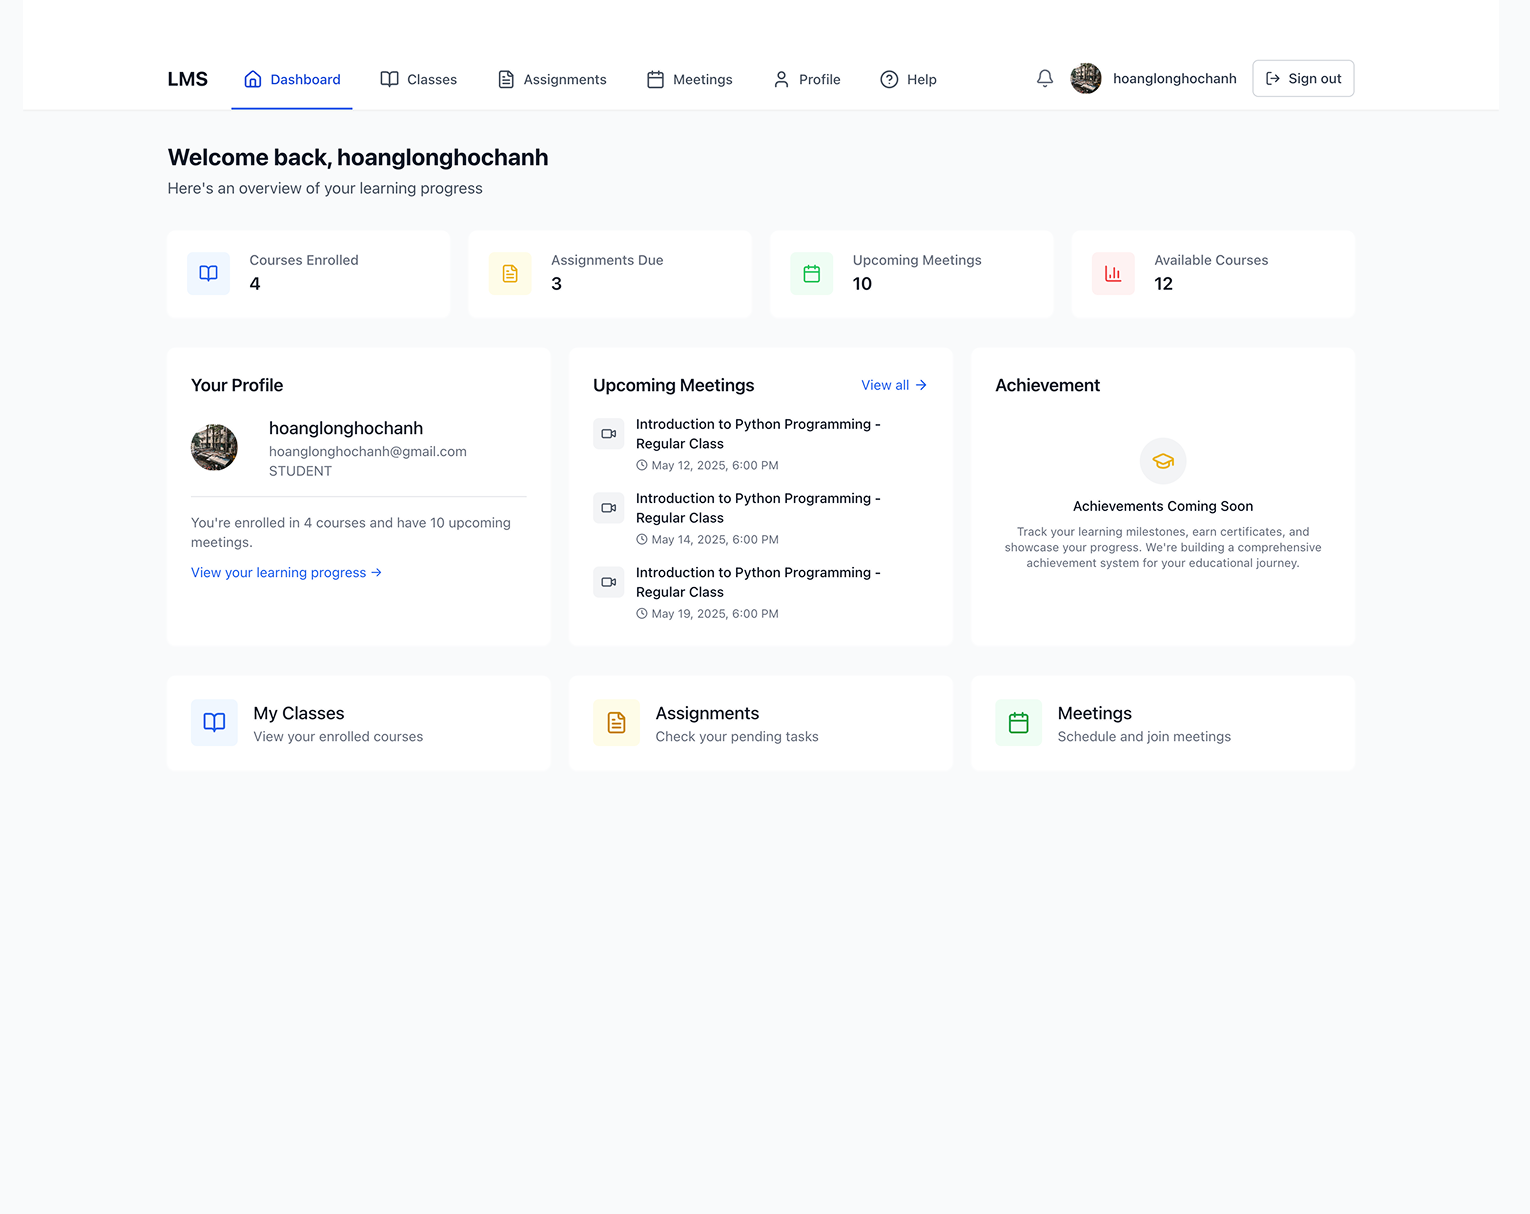 LMS
Dashboard
Classes
Assignments
Meetings
Profile
Help
hoanglonghochanh
Sign out
Welcome back, hoanglonghochanh
Here's an overview of your learning progress
Courses Enrolled
4
Assignments Due
3
Upcoming Meetings
10
Available Courses
12
Your Profile
hoanglonghochanh
hoanglonghochanh@gmail.com
STUDENT
You're enrolled in 4 courses and have 10 upcoming
meetings.
View your learning progress →
Upcoming Meetings
View all →
Introduction to Python Programming -
Regular Class
May 12, 2025, 6:00 PM
Introduction to Python Programming -
Regular Class
May 14, 2025, 6:00 PM
Introduction to Python Programming -
Regular Class
May 19, 2025, 6:00 PM
Achievement
Achievements Coming Soon
Track your learning milestones, earn certificates, and
showcase your progress. We're building a comprehensive
achievement system for your educational journey.
My Classes
View your enrolled courses
Assignments
Check your pending tasks
Meetings
Schedule and join meetings